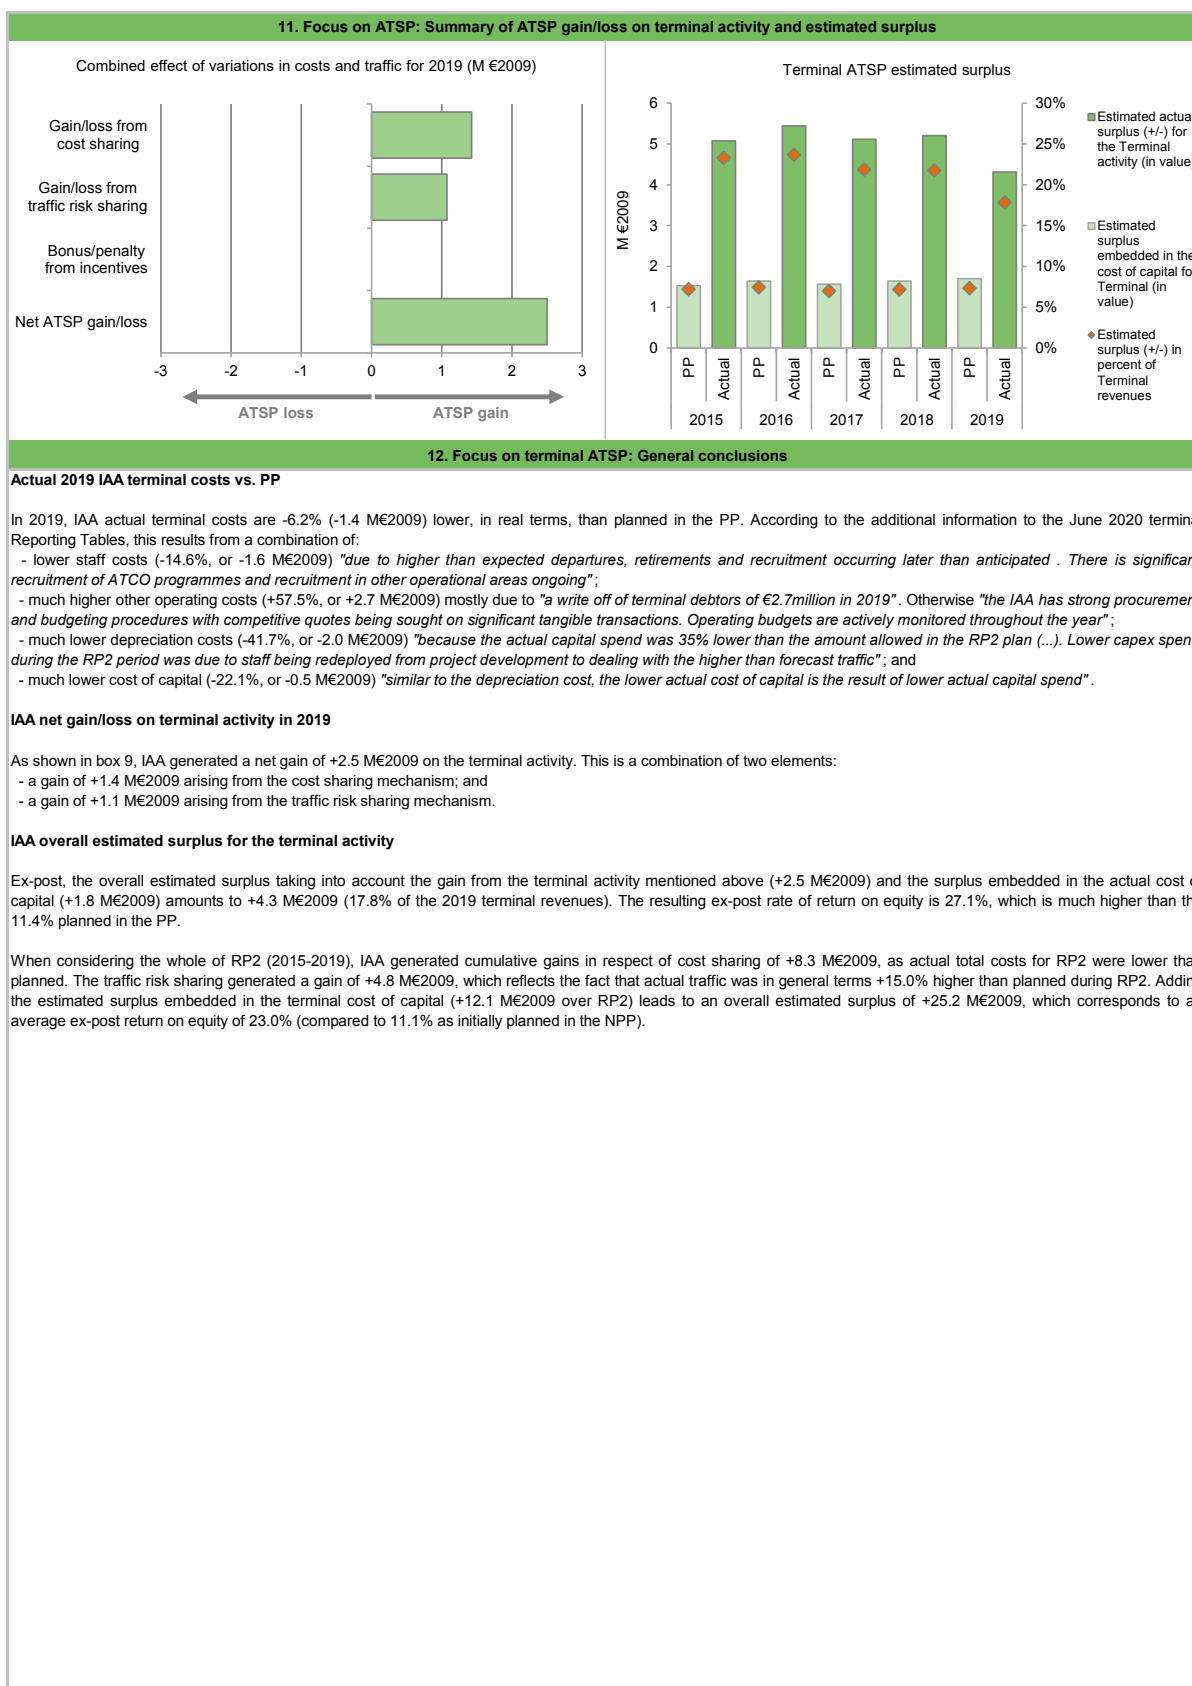 11. Focus on ATSP: Summary of ATSP gain/loss on terminal activity and estimated surplus
Combined effect of variations in costs and traffic for 2019 (M €2009)
Gain/loss from
cost sharing
Gain/loss from
traffic risk sharing
Bonus/penalty
from incentives
Net ATSP gain/loss
-3 -2 -1 0 1 2 3
ATSP loss ATSP gain
Terminal ATSP estimated surplus
M €2009
6
5
4
3
2
1
0
30%
25%
20%
15%
10%
5%
0%
PP Actual PP Actual PP Actual PP Actual PP Actual
2015 2016 2017 2018 2019
Estimated actua
surplus (+/-) for
the Terminal
activity (in value
Estimated
surplus
embedded in the
cost of capital fo
Terminal (in
value)
Estimated
surplus (+/-) in
percent of
Terminal
revenues
12. Focus on terminal ATSP: General conclusions
Actual 2019 IAA terminal costs vs. PP
In 2019, IAA actual terminal costs are -6.2% (-1.4 M€2009) lower, in real terms, than planned in the PP. According to the additional information to the June 2020 termina
Reporting Tables, this results from a combination of:
- lower staff costs (-14.6%, or -1.6 M€2009) "due to higher than expected departures, retirements and recruitment occurring later than anticipated . There is significan
recruitment of ATCO programmes and recruitment in other operational areas ongoing" ;
- much higher other operating costs (+57.5%, or +2.7 M€2009) mostly due to "a write off of terminal debtors of €2.7million in 2019" . Otherwise "the IAA has strong procuremen
and budgeting procedures with competitive quotes being sought on significant tangible transactions. Operating budgets are actively monitored throughout the year" ;
- much lower depreciation costs (-41.7%, or -2.0 M€2009) "because the actual capital spend was 35% lower than the amount allowed in the RP2 plan (...). Lower capex spen
during the RP2 period was due to staff being redeployed from project development to dealing with the higher than forecast traffic" ; and
- much lower cost of capital (-22.1%, or -0.5 M€2009) "similar to the depreciation cost, the lower actual cost of capital is the result of lower actual capital spend" .
IAA net gain/loss on terminal activity in 2019
As shown in box 9, IAA generated a net gain of +2.5 M€2009 on the terminal activity. This is a combination of two elements:
- a gain of +1.4 M€2009 arising from the cost sharing mechanism; and
- a gain of +1.1 M€2009 arising from the traffic risk sharing mechanism.
IAA overall estimated surplus for the terminal activity
Ex-post, the overall estimated surplus taking into account the gain from the terminal activity mentioned above (+2.5 M€2009) and the surplus embedded in the actual cost o
capital (+1.8 M€2009) amounts to +4.3 M€2009 (17.8% of the 2019 terminal revenues). The resulting ex-post rate of return on equity is 27.1%, which is much higher than th
11.4% planned in the PP.
When considering the whole of RP2 (2015-2019), IAA generated cumulative gains in respect of cost sharing of +8.3 M€2009, as actual total costs for RP2 were lower tha
planned. The traffic risk sharing generated a gain of +4.8 M€2009, which reflects the fact that actual traffic was in general terms +15.0% higher than planned during RP2. Addin
the estimated surplus embedded in the terminal cost of capital (+12.1 M€2009 over RP2) leads to an overall estimated surplus of +25.2 M€2009, which corresponds to a
average ex-post return on equity of 23.0% (compared to 11.1% as initially planned in the NPP).